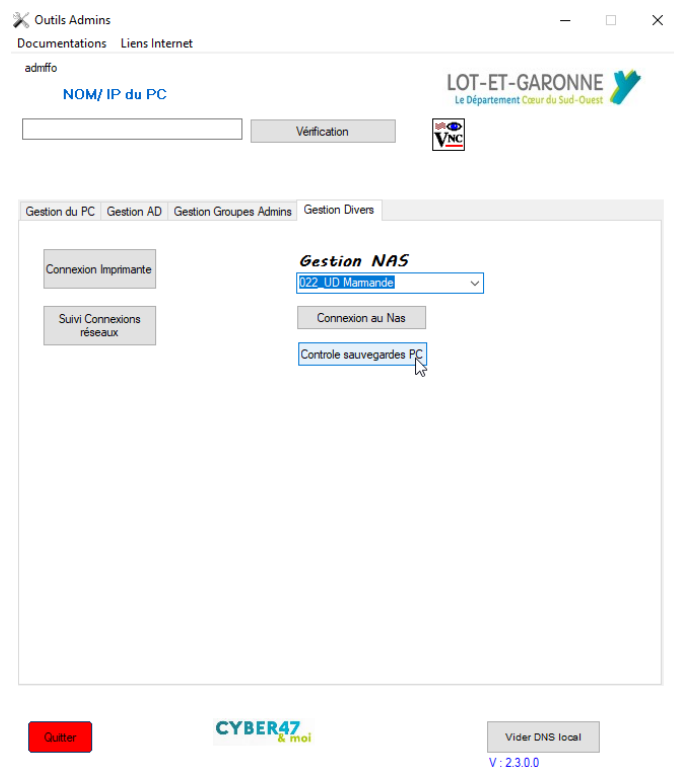 Outils Admins
Documentations Liens Internet
admffo
NOM/ IP du PC
LOT-ET-GARONNE
Le Département Cœur du Sud-Ouest
Vérification
VNC
Gestion du PC Gestion AD Gestion Groupes Admins Gestion Divers
Connexion Imprimante
Gestion NAS
022_UD Marmande
Suivi Connexions
réseaux
Connexion au Nas
Controle sauvegardes PC
Quitter
CYBER47
& moi
Vider DNS local
V : 2.3.0.0